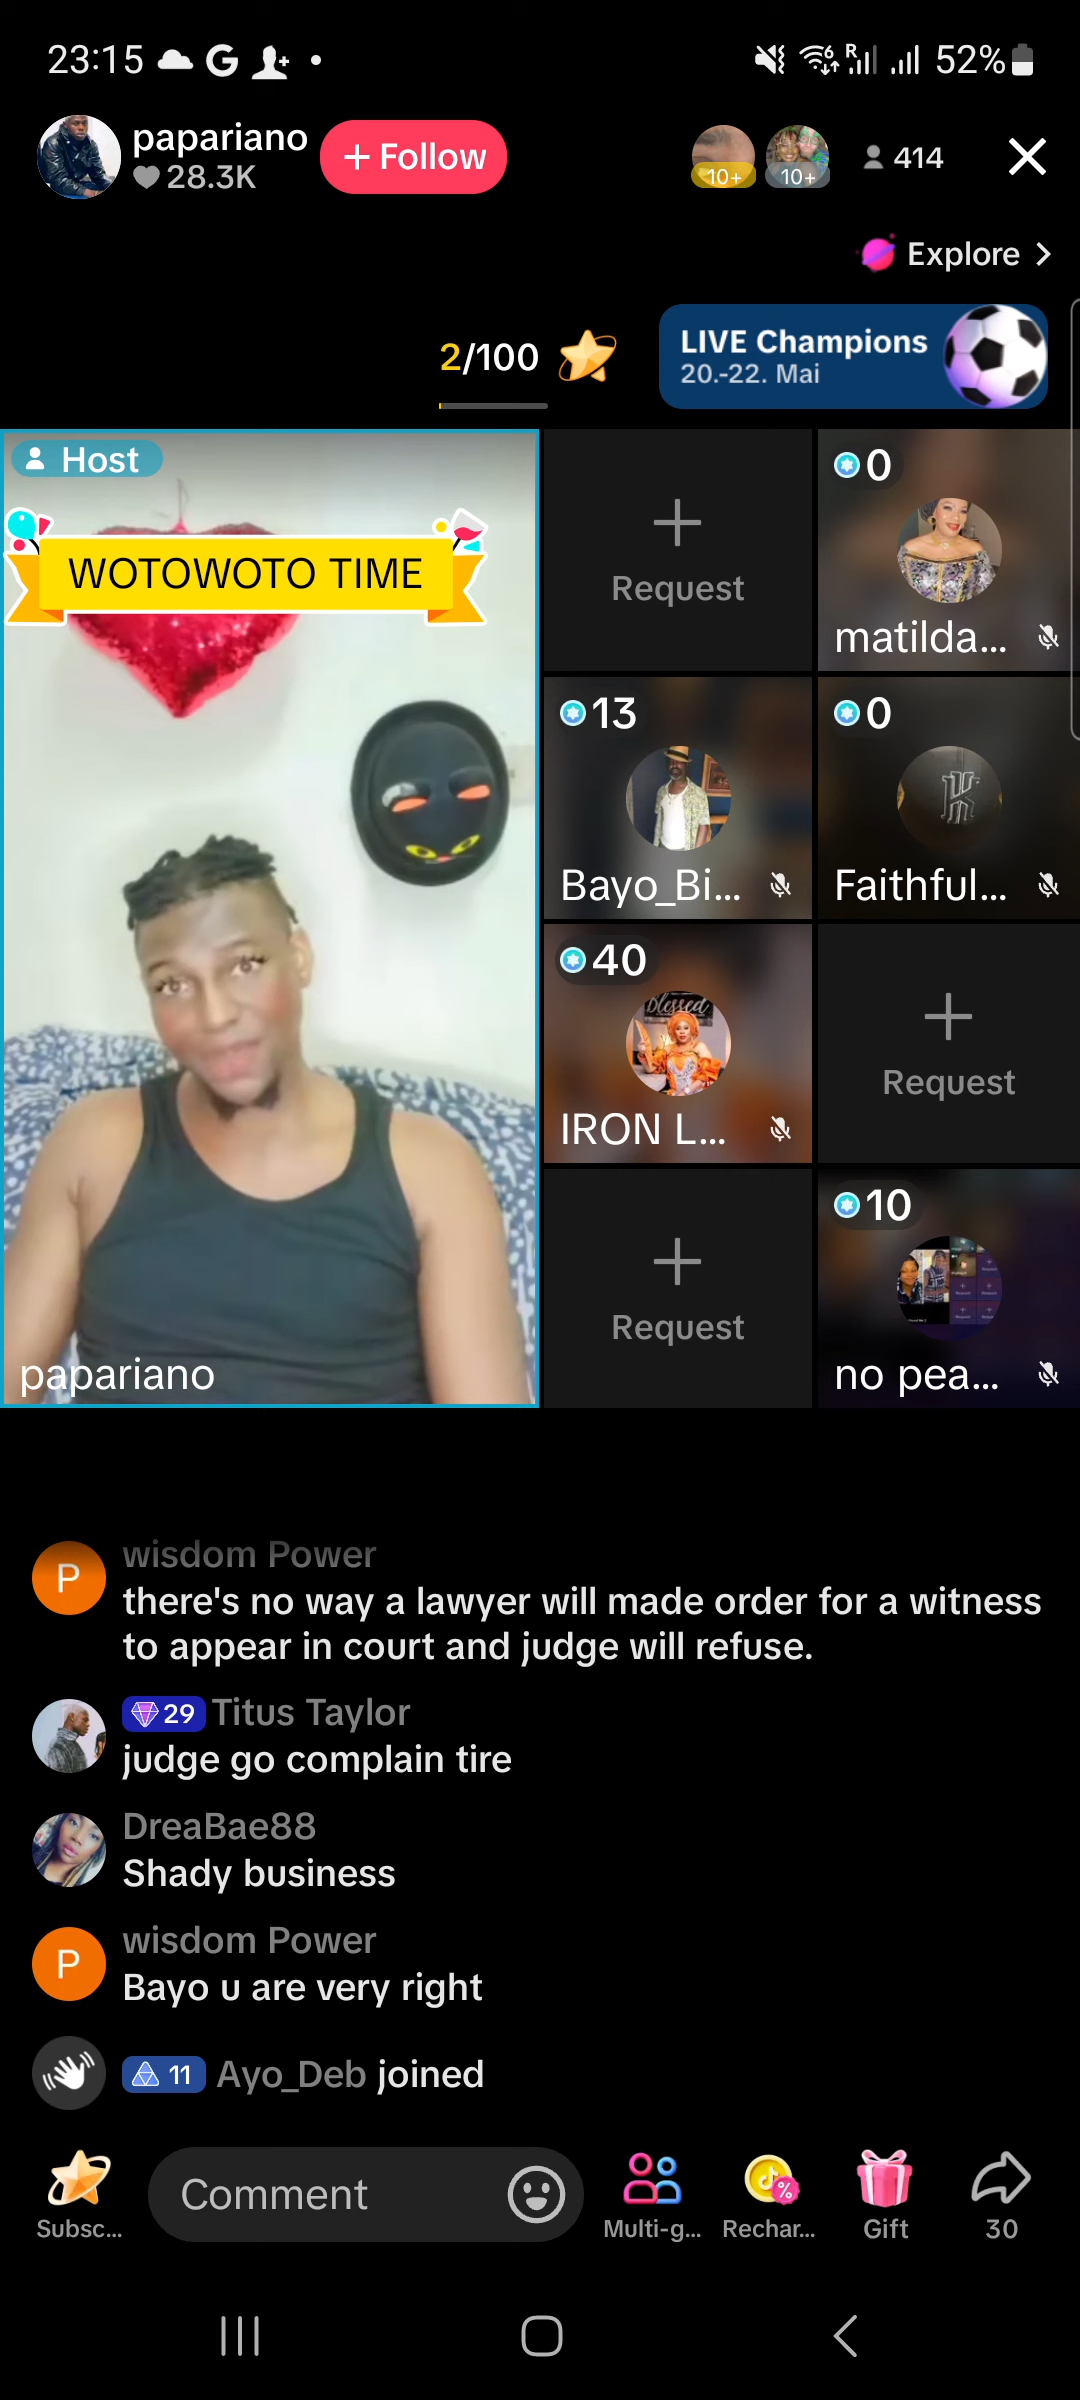 23:15
R
6
52%
papariano
28.3K
+ Follow
10+
10+
414
Explore
2/100
LIVE Champions
20.-22. Mai
Host
WOTOWOTO TIME
papariano
Request
0
matilda...
13
Bayo_Bi...
0
K
Faithful...
40
Blessed
IRON L...
Request
Request
10
no pea...
P
wisdom Power
there's no way a lawyer will made order for a witness
to appear in court and judge will refuse.
29 Titus Taylor
judge go complain tire
DreaBae88
Shady business
P
wisdom Power
Bayo u are very right
11 Ayo_Deb joined
Comment
Subsc...
Multi-g...
%
Rechar...
Gift
30